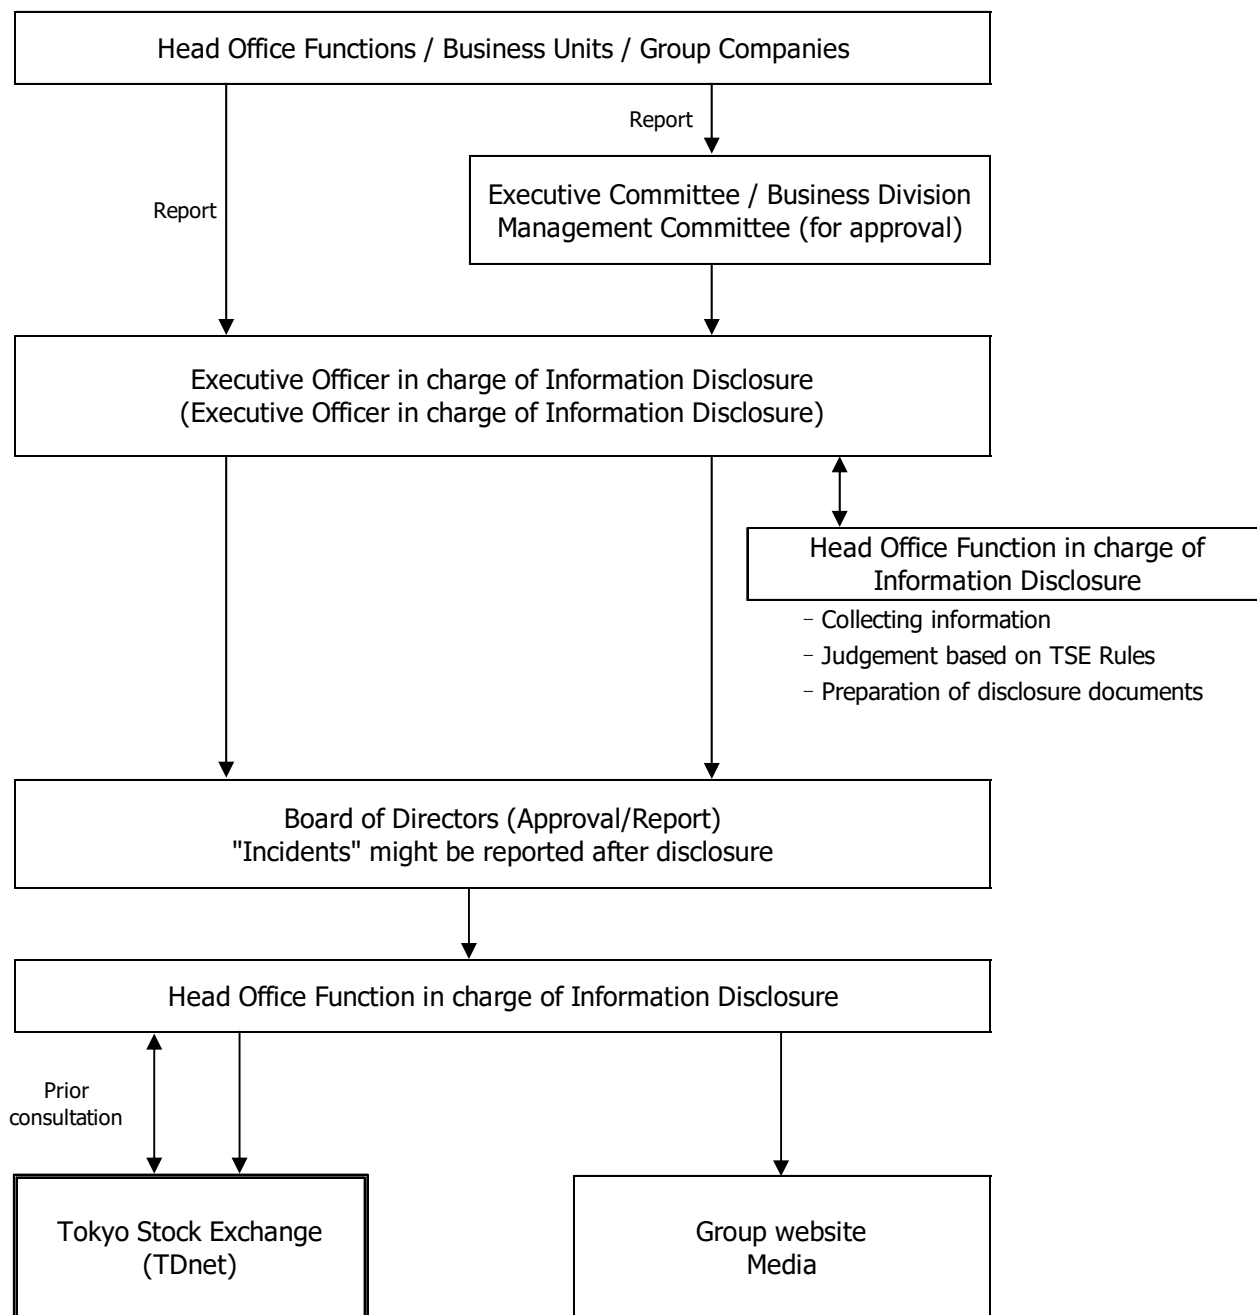 Head Office Functions / Business Units / Group Companies
Report
Report
Executive Committee / Business Division
Management Committee (for approval)
Executive Officer in charge of Information Disclosure
(Executive Officer in charge of Information Disclosure)
Head Office Function in charge of
Information Disclosure
- Collecting information
- Judgement based on TSE Rules
- Preparation of disclosure documents
Board of Directors (Approval/Report)
"Incidents" might be reported after disclosure
Head Office Function in charge of Information Disclosure
Prior
consultation
Tokyo Stock Exchange
(TDnet)
Group website
Media